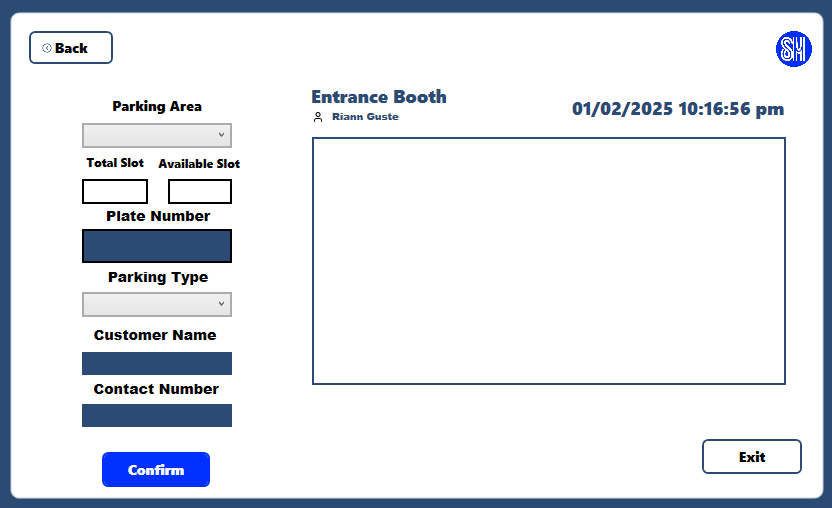 Back
SM
Parking Area
Total Slot
Available Slot
Plate Number
Parking Type
Customer Name
Contact Number
Confirm
Entrance Booth
Riann Guste
01/02/2025 10:16:56 pm
Exit